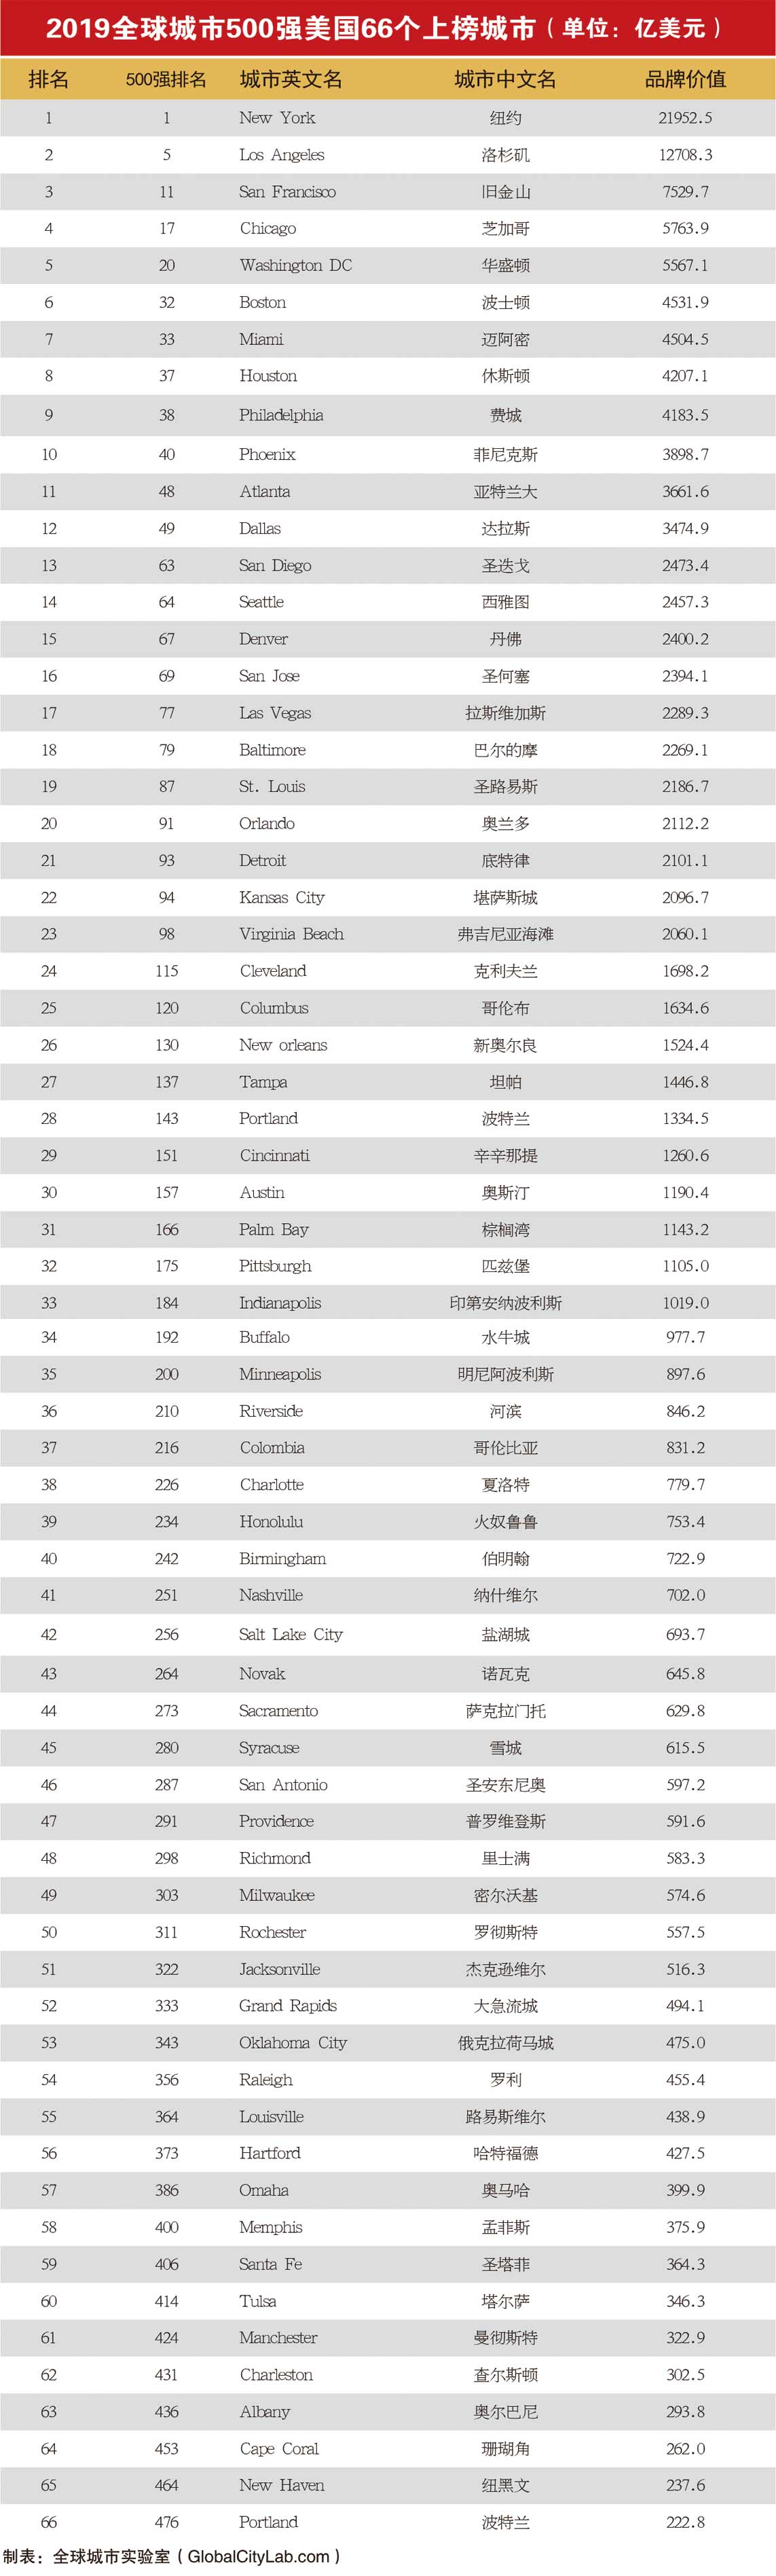 2019全球城市500强美国66个上榜城市（单位：亿美元）
排名 500强排名 城市英文名 城市中文名 品牌价值
1 1 New York 纽约 21952.5
2 5 Los Angeles 洛杉矶 12708.3
3 11 San Francisco 旧金山 7529.7
4 17 Chicago 芝加哥 5763.9
5 20 Washington DC 华盛顿 5567.1
6 32 Boston 波士顿 4531.9
7 33 Miami 迈阿密 4504.5
8 37 Houston 休斯顿 4207.1
9 38 Philadelphia 费城 4183.5
10 40 Phoenix 菲尼克斯 3898.7
11 48 Atlanta 亚特兰大 3661.6
12 49 Dallas 达拉斯 3474.9
13 63 San Diego 圣迭戈 2473.4
14 64 Seattle 西雅图 2457.3
15 67 Denver 丹佛 2400.2
16 69 San Jose 圣何塞 2394.1
17 77 Las Vegas 拉斯维加斯 2289.3
18 79 Baltimore 巴尔的摩 2269.1
19 87 St. Louis 圣路易斯 2186.7
20 91 Orlando 奥兰多 2112.2
21 93 Detroit 底特律 2101.1
22 94 Kansas City 堪萨斯城 2096.7
23 98 Virginia Beach 弗吉尼亚海滩 2060.1
24 115 Cleveland 克利夫兰 1698.2
25 120 Columbus 哥伦布 1634.6
26 130 New orleans 新奥尔良 1524.4
27 137 Tampa 坦帕 1446.8
28 143 Portland 波特兰 1334.5
29 151 Cincinnati 辛辛那提 1260.6
30 157 Austin 奥斯汀 1190.4
31 166 Palm Bay 棕榈湾 1143.2
32 175 Pittsburgh 匹兹堡 1105.0
33 184 Indianapolis 印第安纳波利斯 1019.0
34 192 Buffalo 水牛城 977.7
35 200 Minneapolis 明尼阿波利斯 897.6
36 210 Riverside 河滨 846.2
37 216 Colombia 哥伦比亚 831.2
38 226 Charlotte 夏洛特 779.7
39 234 Honolulu 火奴鲁鲁 753.4
40 242 Birmingham 伯明翰 722.9
41 251 Nashville 纳什维尔 702.0
42 256 Salt Lake City 盐湖城 693.7
43 264 Novak 诺瓦克 645.8
44 273 Sacramento 萨克拉门托 629.8
45 280 Syracuse 雪城 615.5
46 287 San Antonio 圣安东尼奥 597.2
47 291 Providence 普罗维登斯 591.6
48 298 Richmond 里士满 583.3
49 303 Milwaukee 密尔沃基 574.6
50 311 Rochester 罗彻斯特 557.5
51 322 Jacksonville 杰克逊维尔 516.3
52 333 Grand Rapids 大急流城 494.1
53 343 Oklahoma City 俄克拉荷马城 475.0
54 356 Raleigh 罗利 455.4
55 364 Louisville 路易斯维尔 438.9
56 373 Hartford 哈特福德 427.5
57 386 Omaha 奥马哈 399.9
58 400 Memphis 孟菲斯 375.9
59 406 Santa Fe 圣塔菲 364.3
60 414 Tulsa 塔尔萨 346.3
61 424 Manchester 曼彻斯特 322.9
62 431 Charleston 查尔斯顿 302.5
63 436 Albany 奥尔巴尼 293.8
64 453 Cape Coral 珊瑚角 262.0
65 464 New Haven 纽黑文 237.6
66 476 Portland 波特兰 222.8
制表：全球城市实验室（GlobalCityLab.com）